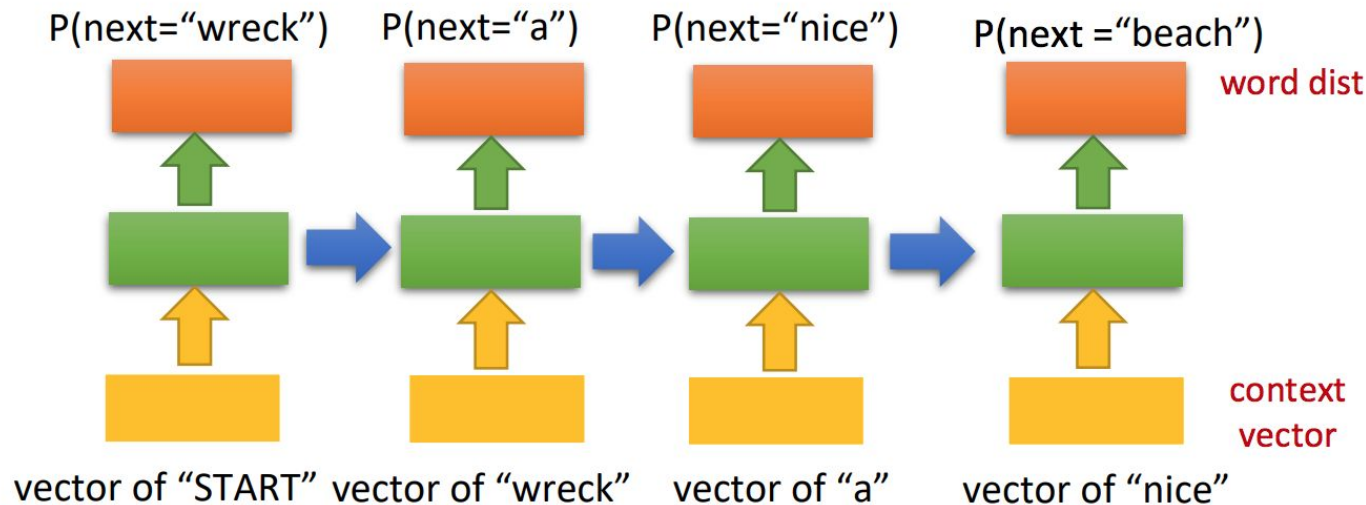 P(next=“wreck”) P(next=“a”) P(next=“nice”) P(next =“beach”)
word dist
context
vector
vector of “START” vector of “wreck” vector of “a” vector of “nice”